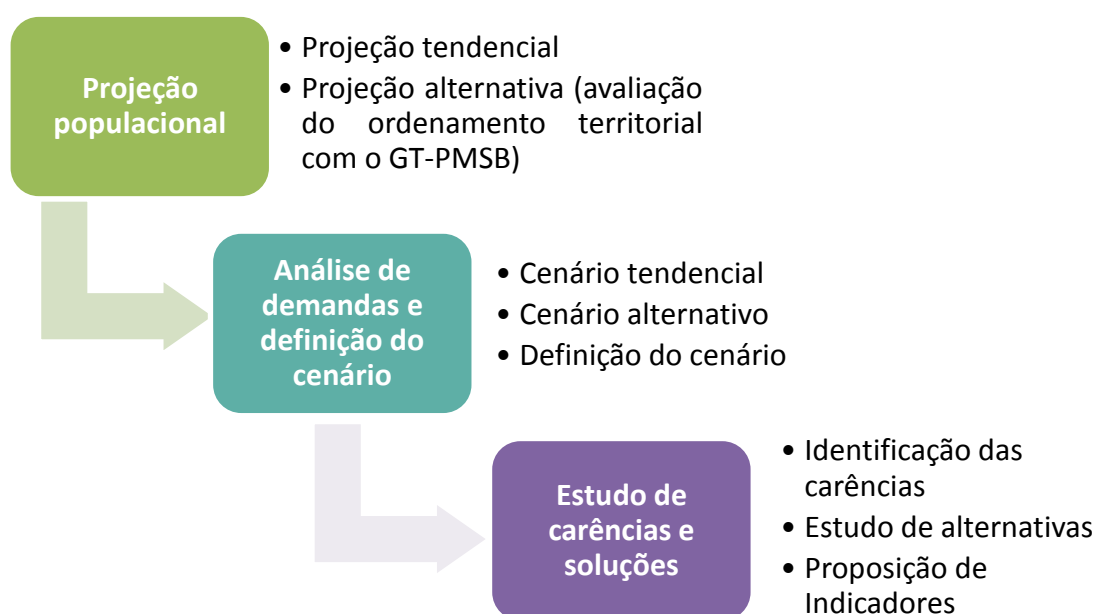 Projeção
populacional
• Projeção tendencial
• Projeção alternativa (avaliação
do ordenamento territorial
com o GT-PMSB)
Análise de
demandas e
definição do
cenário
• Cenário tendencial
• Cenário alternativo
• Definição do cenário
Estudo de
carências e
soluções
• Identificação das
carências
• Estudo de alternativas
• Proposição de
Indicadores